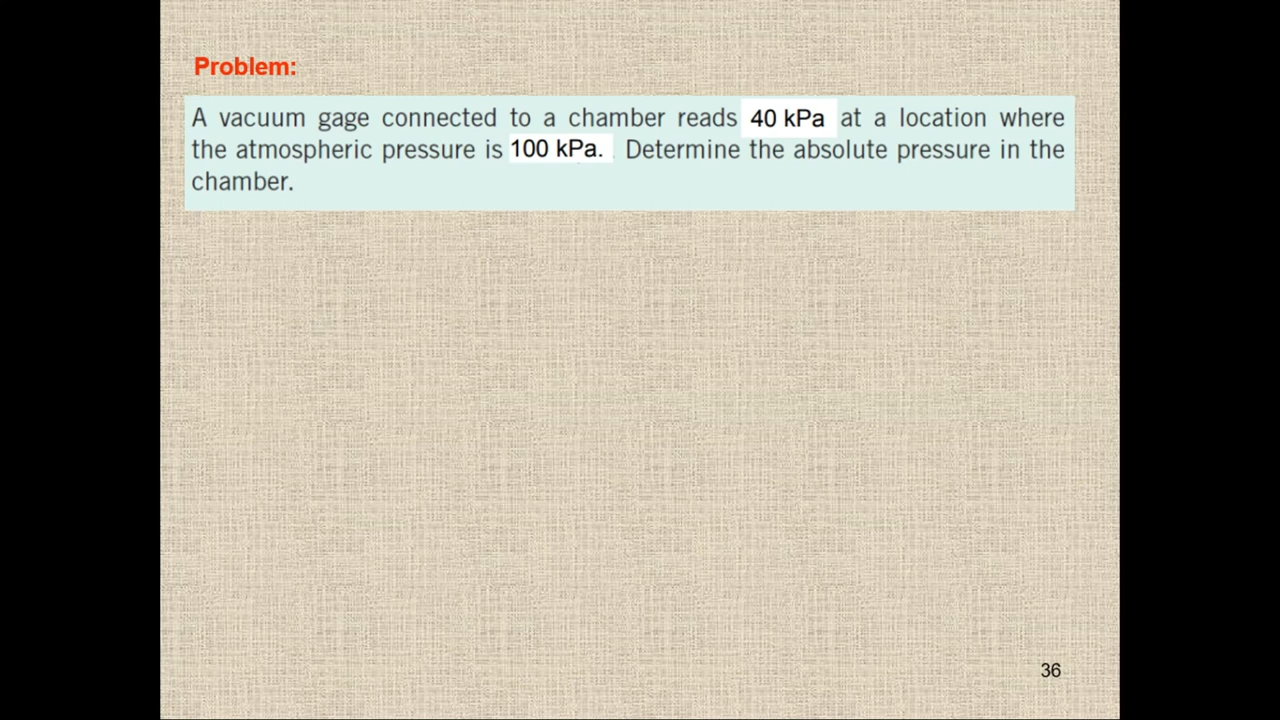 Problem:
A vacuum gage connected to a chamber reads 40 kPa at a location where
the atmospheric pressure is 100 kPa. Determine the absolute pressure in the
chamber.
36